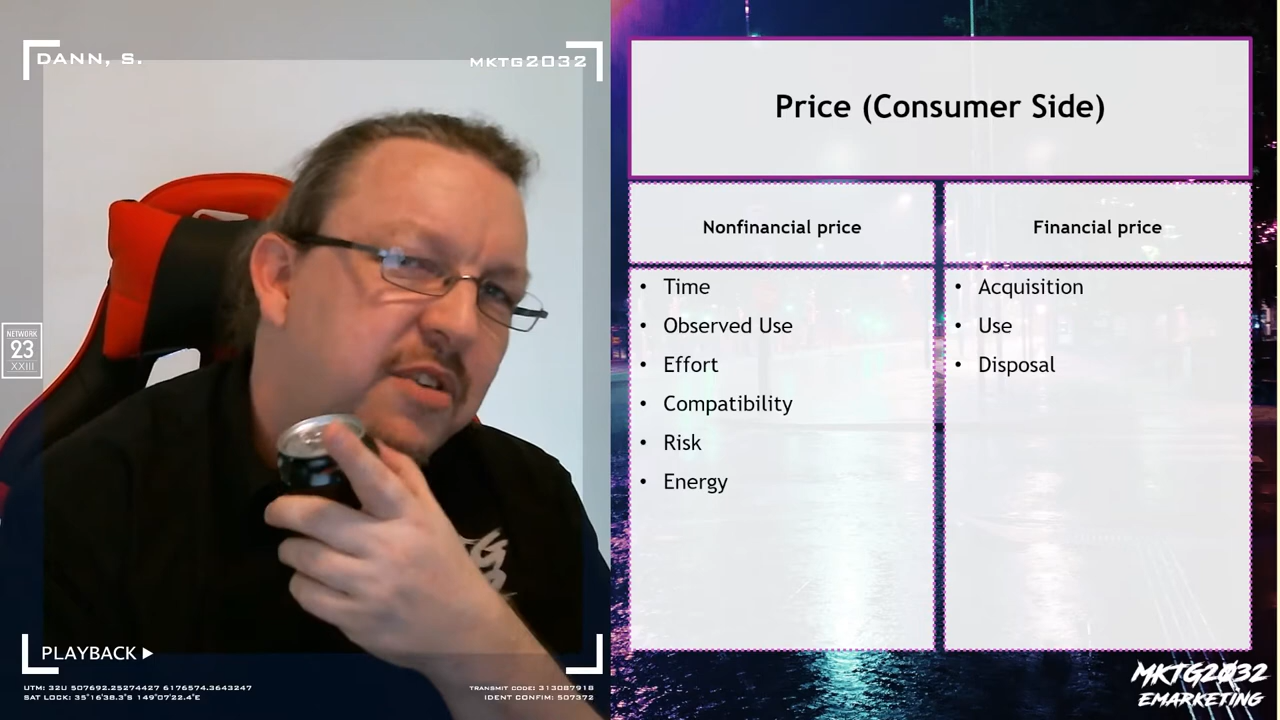 DANN, S.
MKTG2032
NETWORK
23
XXIII
PLAYBACK
UTM: 32U 507692.25274427 6176574.3643247
SAT LOCK: 35°16'38.3"S 149°07'22.4"E
TRANSMIT CODE: 313087918
IDENT CONFIM: 507372
Price (Consumer Side)
Nonfinancial price
• Time
• Observed Use
• Effort
• Compatibility
• Risk
• Energy
Financial price
• Acquisition
• Use
• Disposal
MKTG2032
EMARKETING